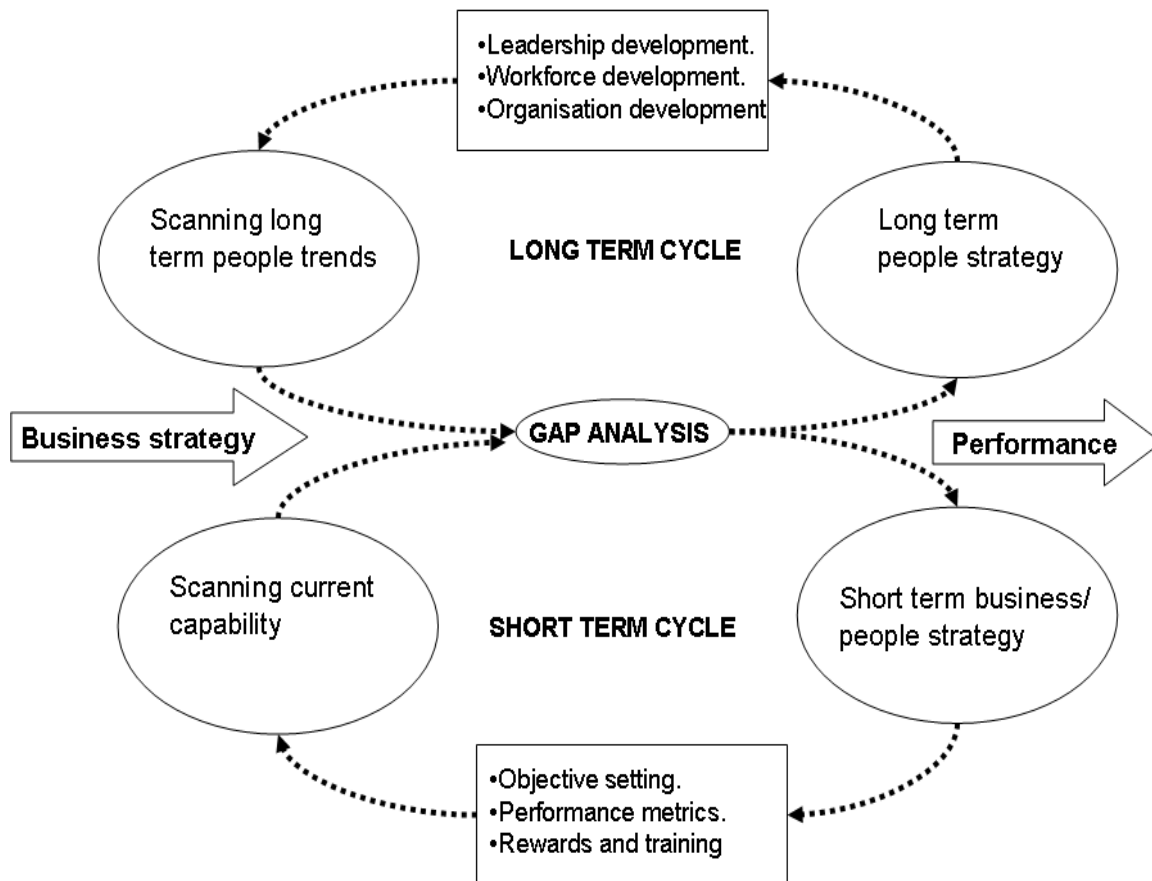 •Leadership development.
•Workforce development.
•Organisation development
Scanning long
term people trends
LONG TERM CYCLE
Long term
people strategy
Business strategy
GAP ANALYSIS
Performance
Scanning current
capability
SHORT TERM CYCLE
Short term business/
people strategy
•Objective setting.
•Performance metrics.
•Rewards and training